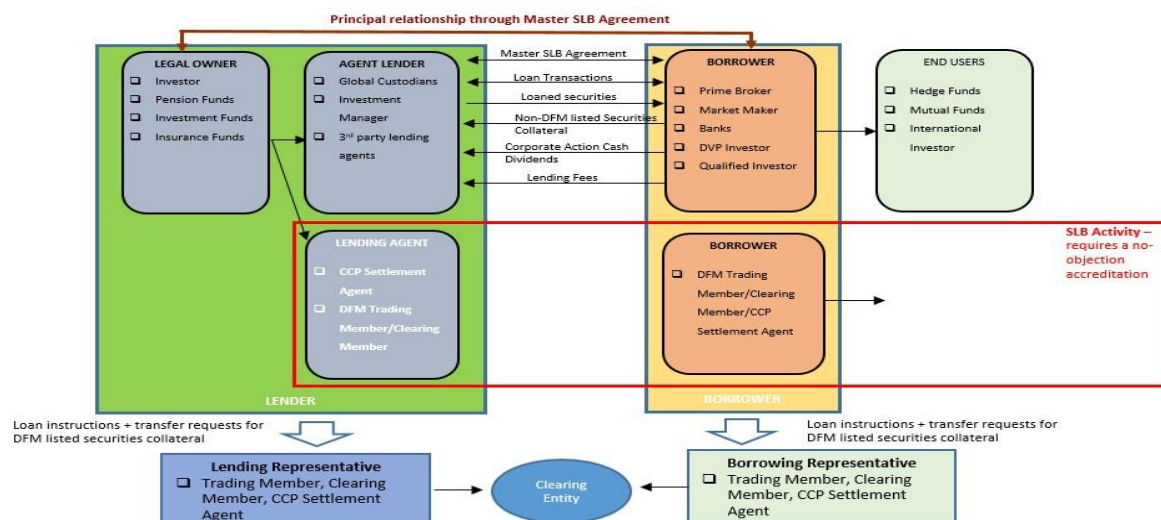 Principal relationship through Master SLB Agreement
LEGAL OWNER
Investor
Pension Funds
Investment Funds
Insurance Funds
AGENT LENDER
Global Custodians
Investment
Manager
3rd party lending
agents
Master SLB Agreement
Loan Transactions
Loaned securities
Non-DFM listed Securities
Collateral
Corporate Action Cash
Dividends
Lending Fees
BORROWER
Prime Broker
Market Maker
Banks
DVP Investor
Qualified Investor
END USERS
Hedge Funds
Mutual Funds
International
Investor
LENDING AGENT
CCP Settlement
Agent
DFM Trading
Member/Clearing
Member
BORROWER
DFM Trading
Member/Clearing
Member/CCP
Settlement Agent
SLB Activity –
requires a no-
objection
accreditation
LENDER
BORROWER
Loan instructions + transfer requests for
DFM listed securities collateral
Loan instructions + transfer requests for
DFM listed securities collateral
Lending Representative
Trading Member, Clearing
Member, CCP Settlement
Agent
Clearing
Entity
Borrowing Representative
Trading Member, Clearing
Member, CCP Settlement
Agent